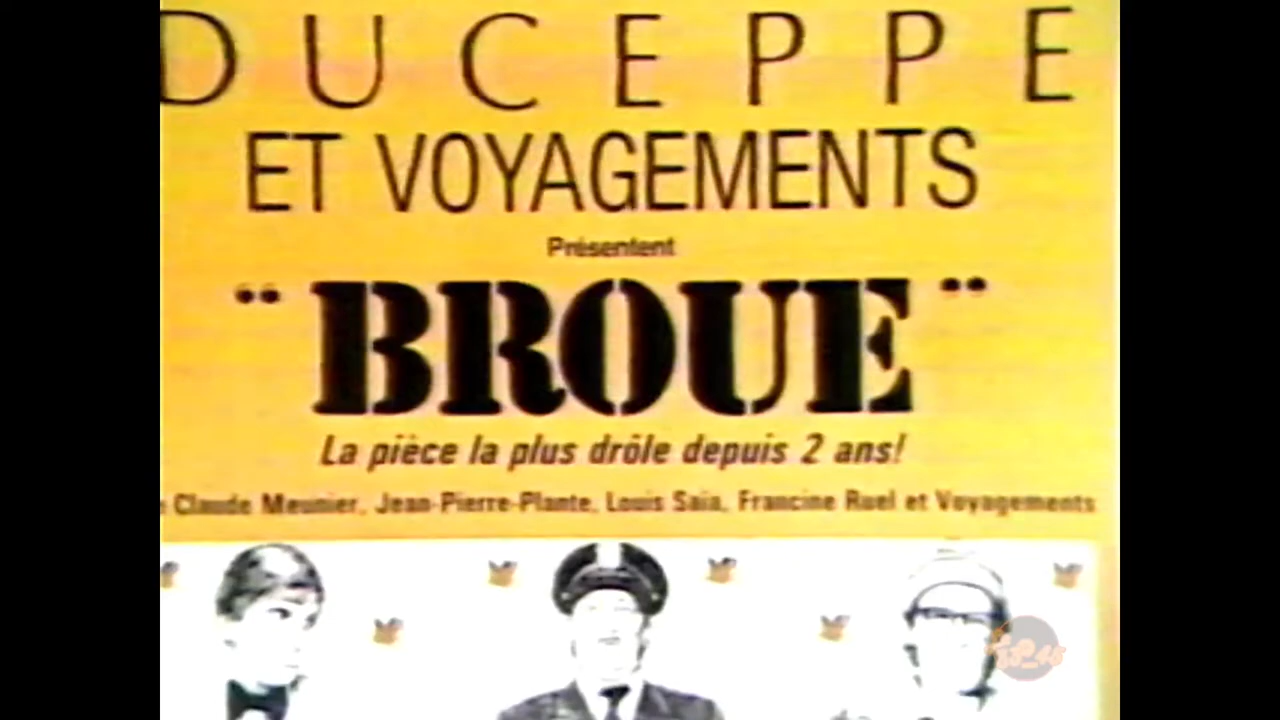 DUCEPPE
ET VOYAGEMENTS
Présentent
"BROUE"
La pièce la plus drôle depuis 2 ans!
Claude Meunier, Jean-Pierre-Plante, Louis Saia, Francine Ruel et Voyagements